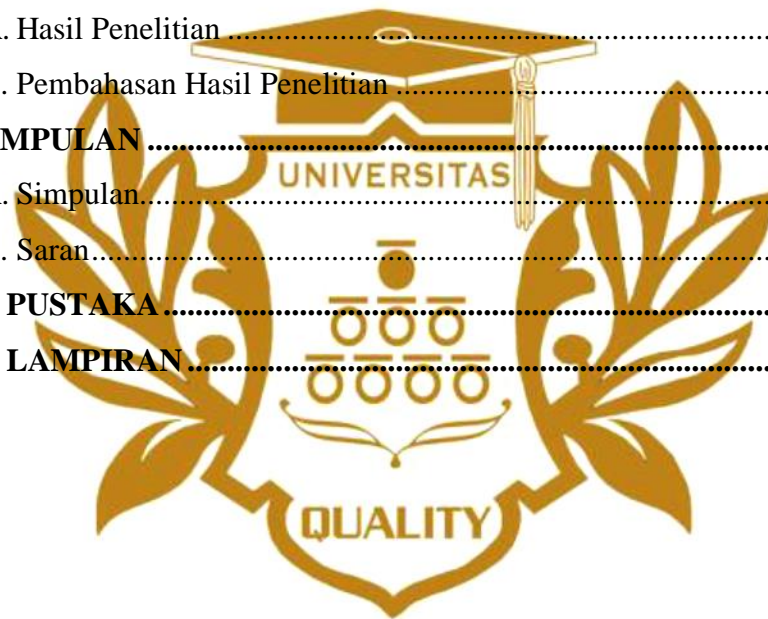 . Hasil Penelitian ........................................................................
. Pembahasan Hasil Penelitian ..................................................
MPULAN ...................................................................................
UNIVERSITAS
. Simpulan....................................................................................
. Saran..........................................................................................
PUSTAKA.................................................................................
LAMPIRAN..............................................................................
QUALITY